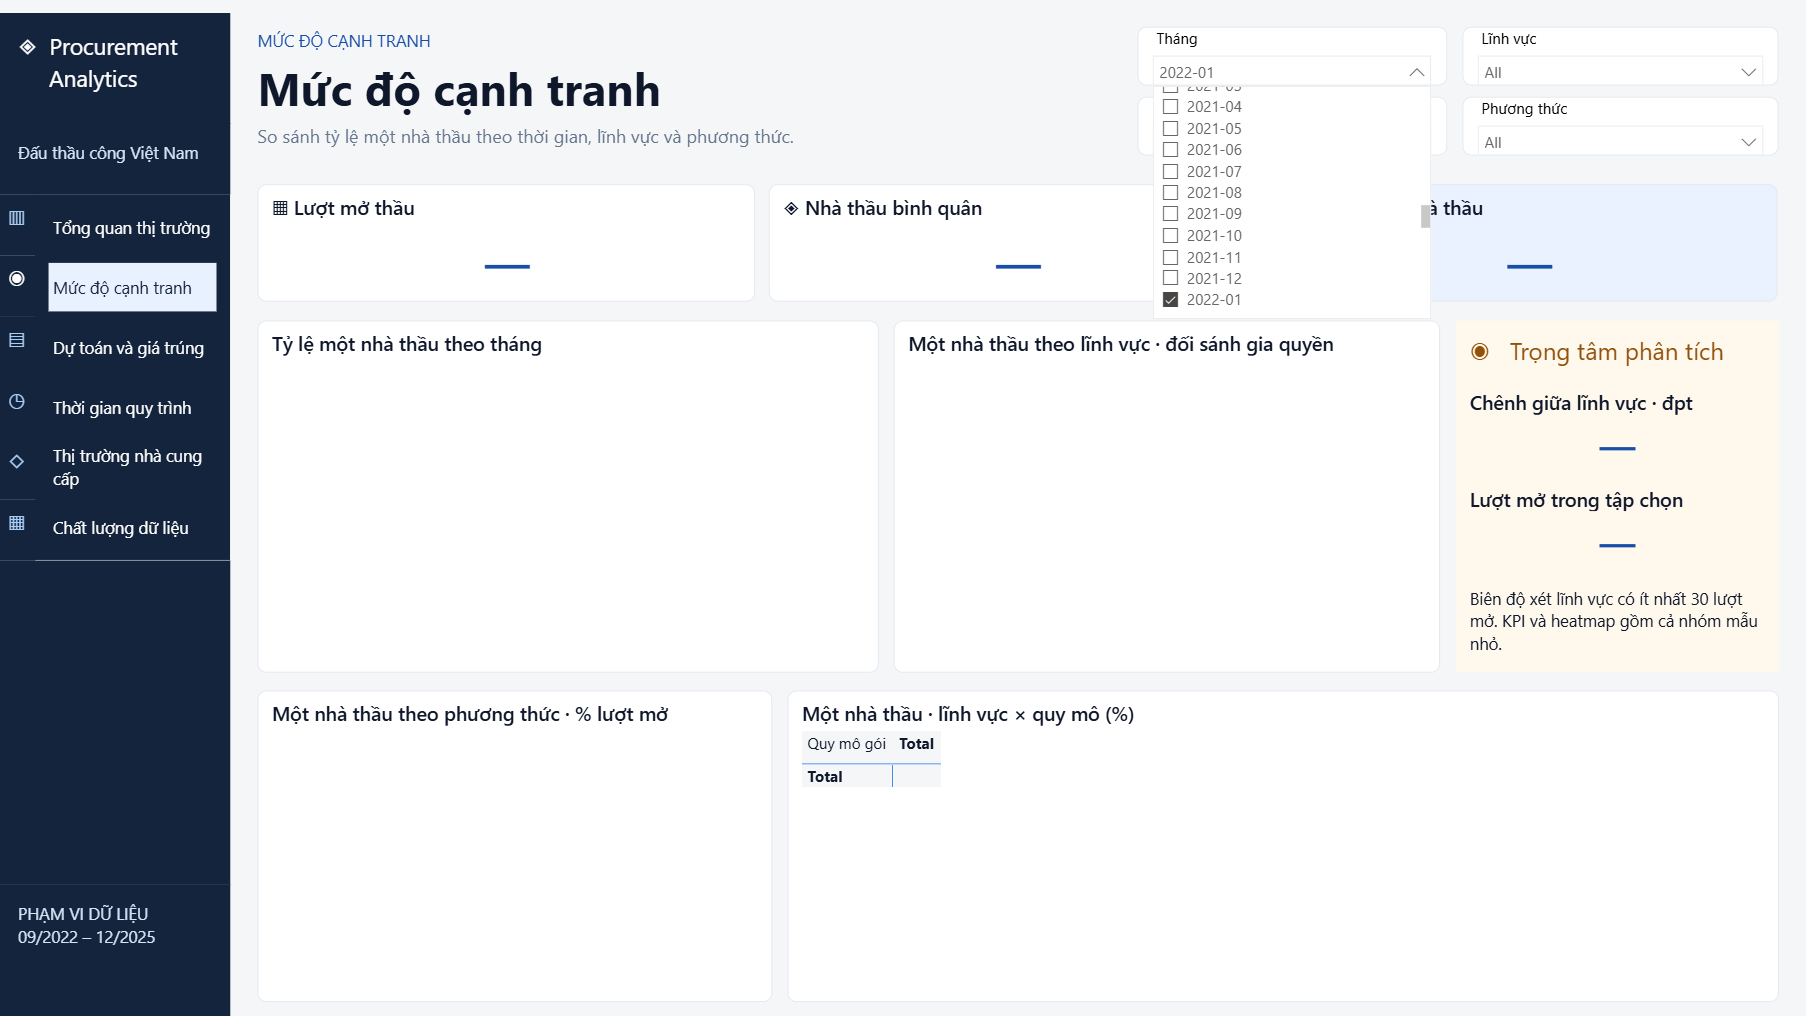 Procurement
Analytics
Đấu thầu công Việt Nam
Tổng quan thị trường
Mức độ cạnh tranh
Dự toán và giá trúng
Thời gian quy trình
Thị trường nhà cung
cấp
Chất lượng dữ liệu
PHẠM VI DỮ LIỆU
09/2022 – 12/2025
MỨC ĐỘ CẠNH TRANH
Mức độ cạnh tranh
So sánh tỷ lệ một nhà thầu theo thời gian, lĩnh vực và phương thức.
Tháng
2022-01
2021-03
2021-04
2021-05
2021-06
2021-07
2021-08
2021-09
2021-10
2021-11
2021-12
2022-01
Lĩnh vực
All
Phương thức
All
Lượt mở thầu
Nhà thầu bình quân
thầu
Tỷ lệ một nhà thầu theo tháng
Một nhà thầu theo lĩnh vực · đối sánh gia quyền
Trọng tâm phân tích
Chênh giữa lĩnh vực · đpt
Lượt mở trong tập chọn
Biên độ xét lĩnh vực có ít nhất 30 lượt
mở. KPI và heatmap gồm cả nhóm mẫu
nhỏ.
Một nhà thầu theo phương thức · % lượt mở
Một nhà thầu · lĩnh vực × quy mô (%)
Quy mô gói Total
Total